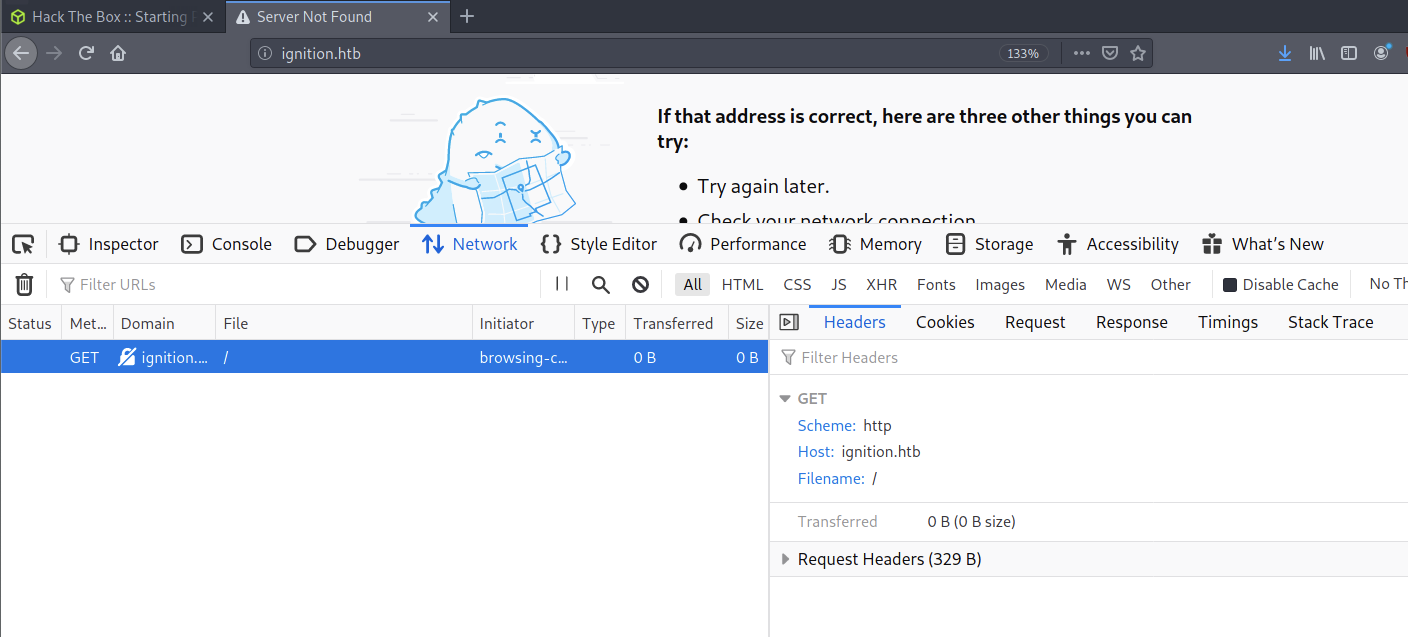 Hack The Box :: Starting
Server Not Found
ignition.htb
133%
If that address is correct, here are three other things you can
try:
Try again later.
Check your network connection
Inspector
Console
Debugger
Network
Style Editor
Performance
Memory
Storage
Accessibility
What's New
Filter URLs
All
HTML
CSS
JS
XHR
Fonts
Images
Media
WS
Other
Disable Cache
No Th
Status
Met...
Domain
File
Initiator
Type
Transferred
Size
Headers
Cookies
Request
Response
Timings
Stack Trace
GET
ignition....
/
browsing-c...
0 B
0 B
Filter Headers
GET
Scheme: http
Host: ignition.htb
Filename: /
Transferred 0 B (0 B size)
Request Headers (329 B)